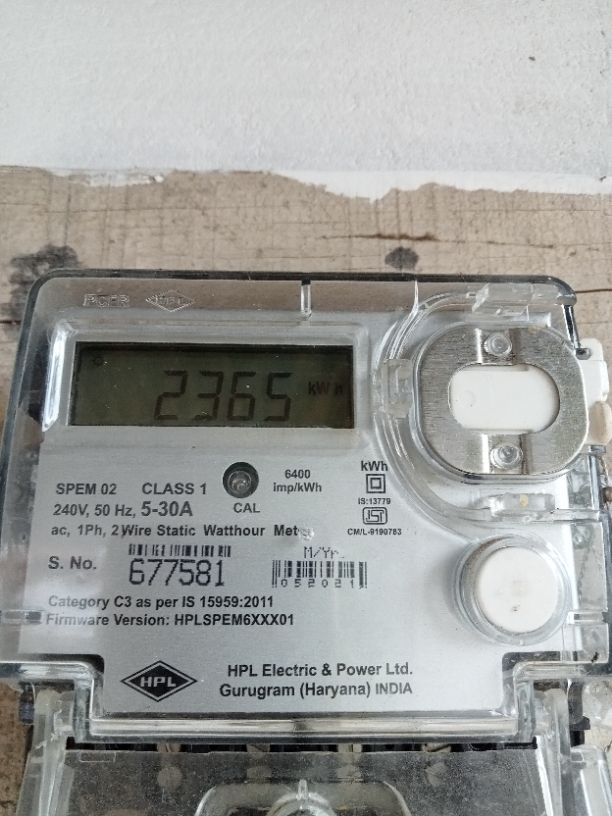 HPL
2365 kWh
SPEM 02 CLASS 1
240V, 50 Hz, 5-30A
ac, 1Ph, 2 Wire Static Watthour Meter
CAL
6400
imp/kWh
kWh
IS:13779
ISI
CM/L-9190783
S. No. 677581
M/Yr.
052021
Category C3 as per IS 15959:2011
Firmware Version: HPLSPEM6XXX01
HPL
HPL Electric & Power Ltd.
Gurugram (Haryana) INDIA